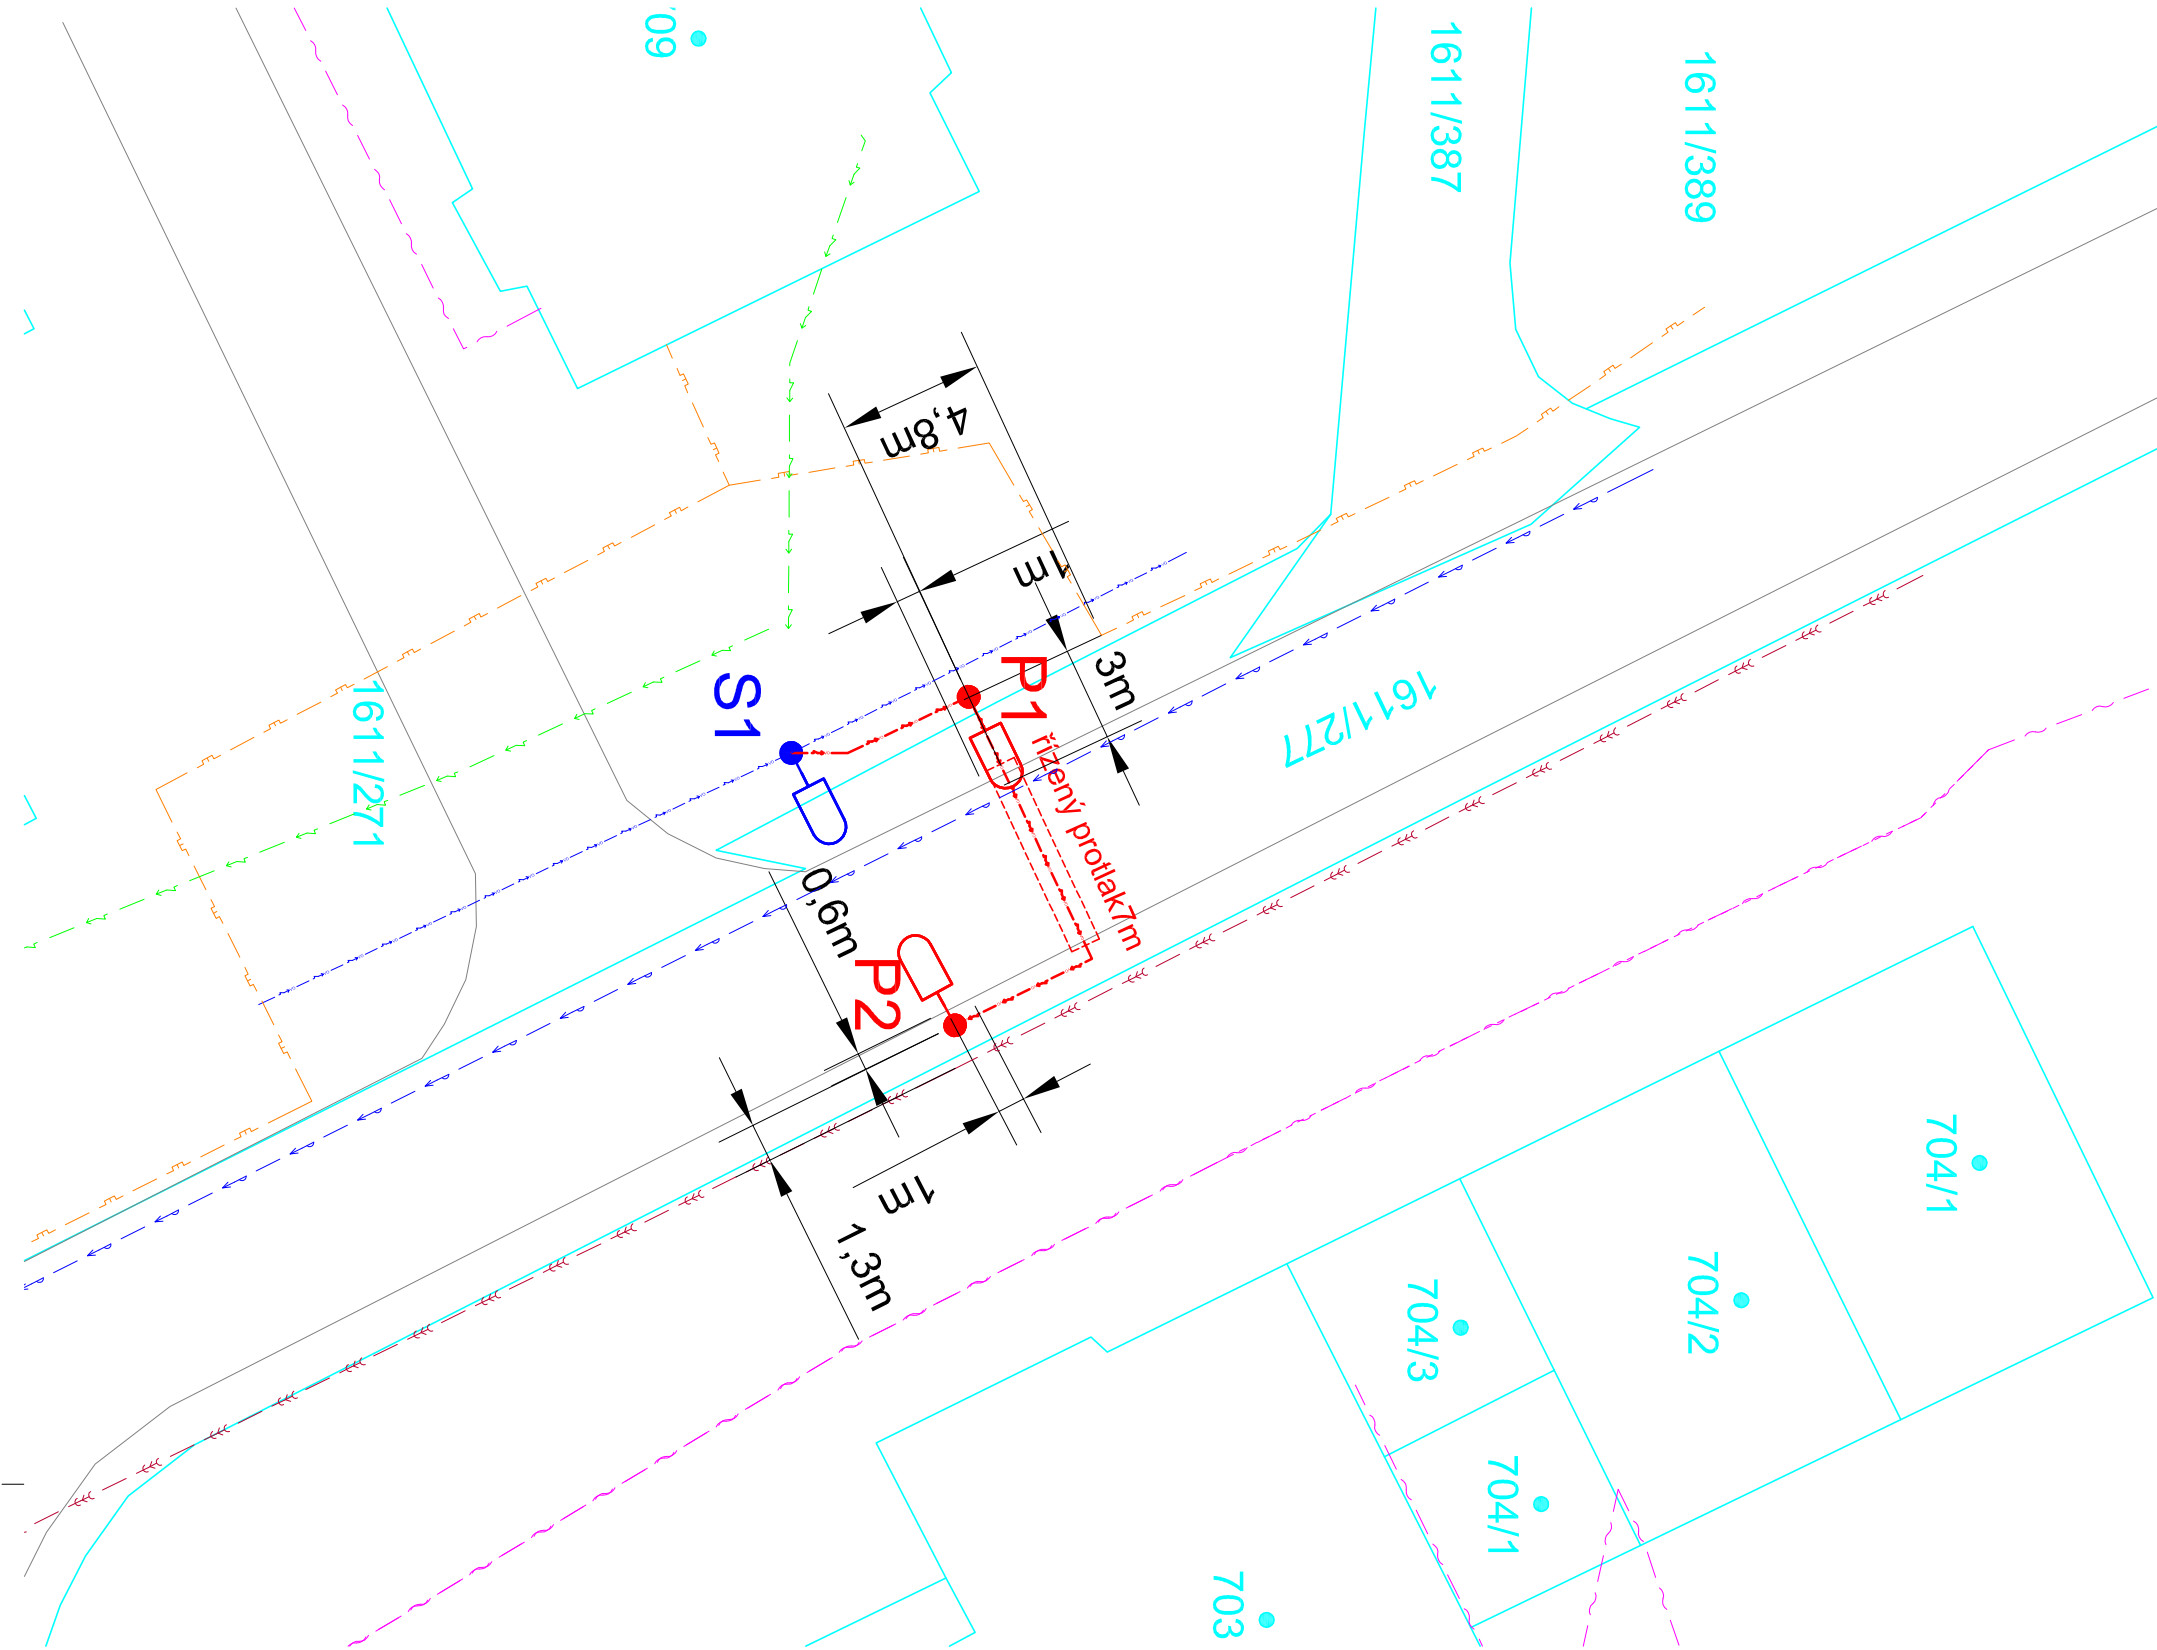 709
1611/387
1611/389
4,8m
1m
3m
S1
P1
řízený protlak7m
1611/277
1611/271
0,6m
P2
1m
1,3m
704/1
704/2
704/3
704/1
703